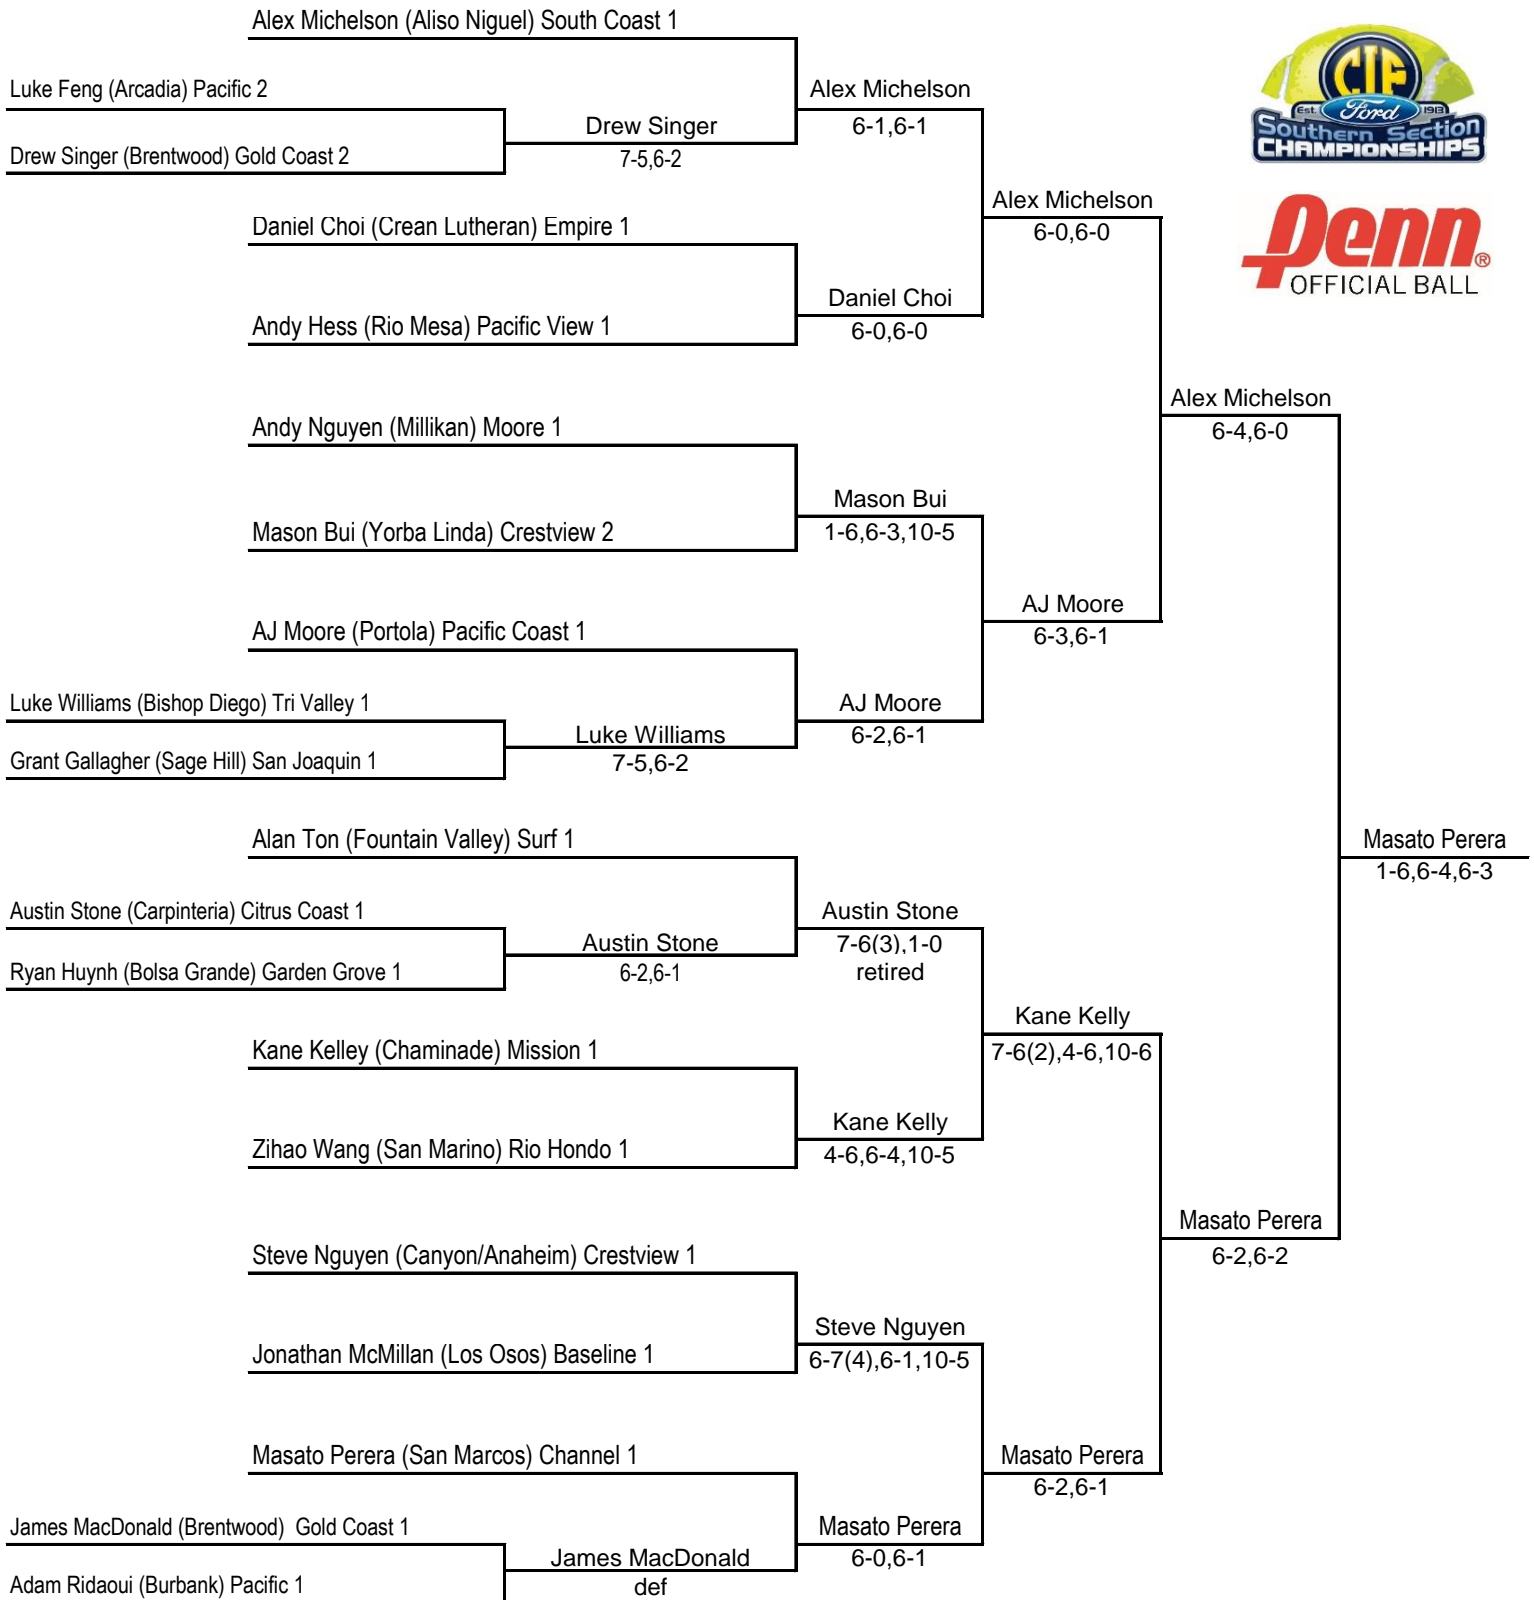 Alex Michelson (Aliso Niguel) South Coast 1
Luke Feng (Arcadia) Pacific 2
Drew Singer (Brentwood) Gold Coast 2
Drew Singer
7-5,6-2
Alex Michelson
6-1,6-1
CIF
Est. Ford 1913
Southern Section
CHAMPIONSHIPS
Penn®
OFFICIAL BALL
Daniel Choi (Crean Lutheran) Empire 1
Andy Hess (Rio Mesa) Pacific View 1
Daniel Choi
6-0,6-0
Alex Michelson
6-0,6-0
Andy Nguyen (Millikan) Moore 1
Mason Bui (Yorba Linda) Crestview 2
Mason Bui
1-6,6-3,10-5
Alex Michelson
6-4,6-0
AJ Moore (Portola) Pacific Coast 1
Luke Williams (Bishop Diego) Tri Valley 1
Grant Gallagher (Sage Hill) San Joaquin 1
Luke Williams
7-5,6-2
AJ Moore
6-2,6-1
AJ Moore
6-3,6-1
Alan Ton (Fountain Valley) Surf 1
Austin Stone (Carpinteria) Citrus Coast 1
Ryan Huynh (Bolsa Grande) Garden Grove 1
Austin Stone
6-2,6-1
Austin Stone
7-6(3),1-0
retired
Masato Perera
1-6,6-4,6-3
Kane Kelley (Chaminade) Mission 1
Zihao Wang (San Marino) Rio Hondo 1
Kane Kelly
4-6,6-4,10-5
Kane Kelly
7-6(2),4-6,10-6
Steve Nguyen (Canyon/Anaheim) Crestview 1
Jonathan McMillan (Los Osos) Baseline 1
Steve Nguyen
6-7(4),6-1,10-5
Masato Perera
6-2,6-2
Masato Perera (San Marcos) Channel 1
James MacDonald (Brentwood)  Gold Coast 1
Adam Ridaoui (Burbank) Pacific 1
James MacDonald
def
Masato Perera
6-0,6-1
Masato Perera
6-2,6-1